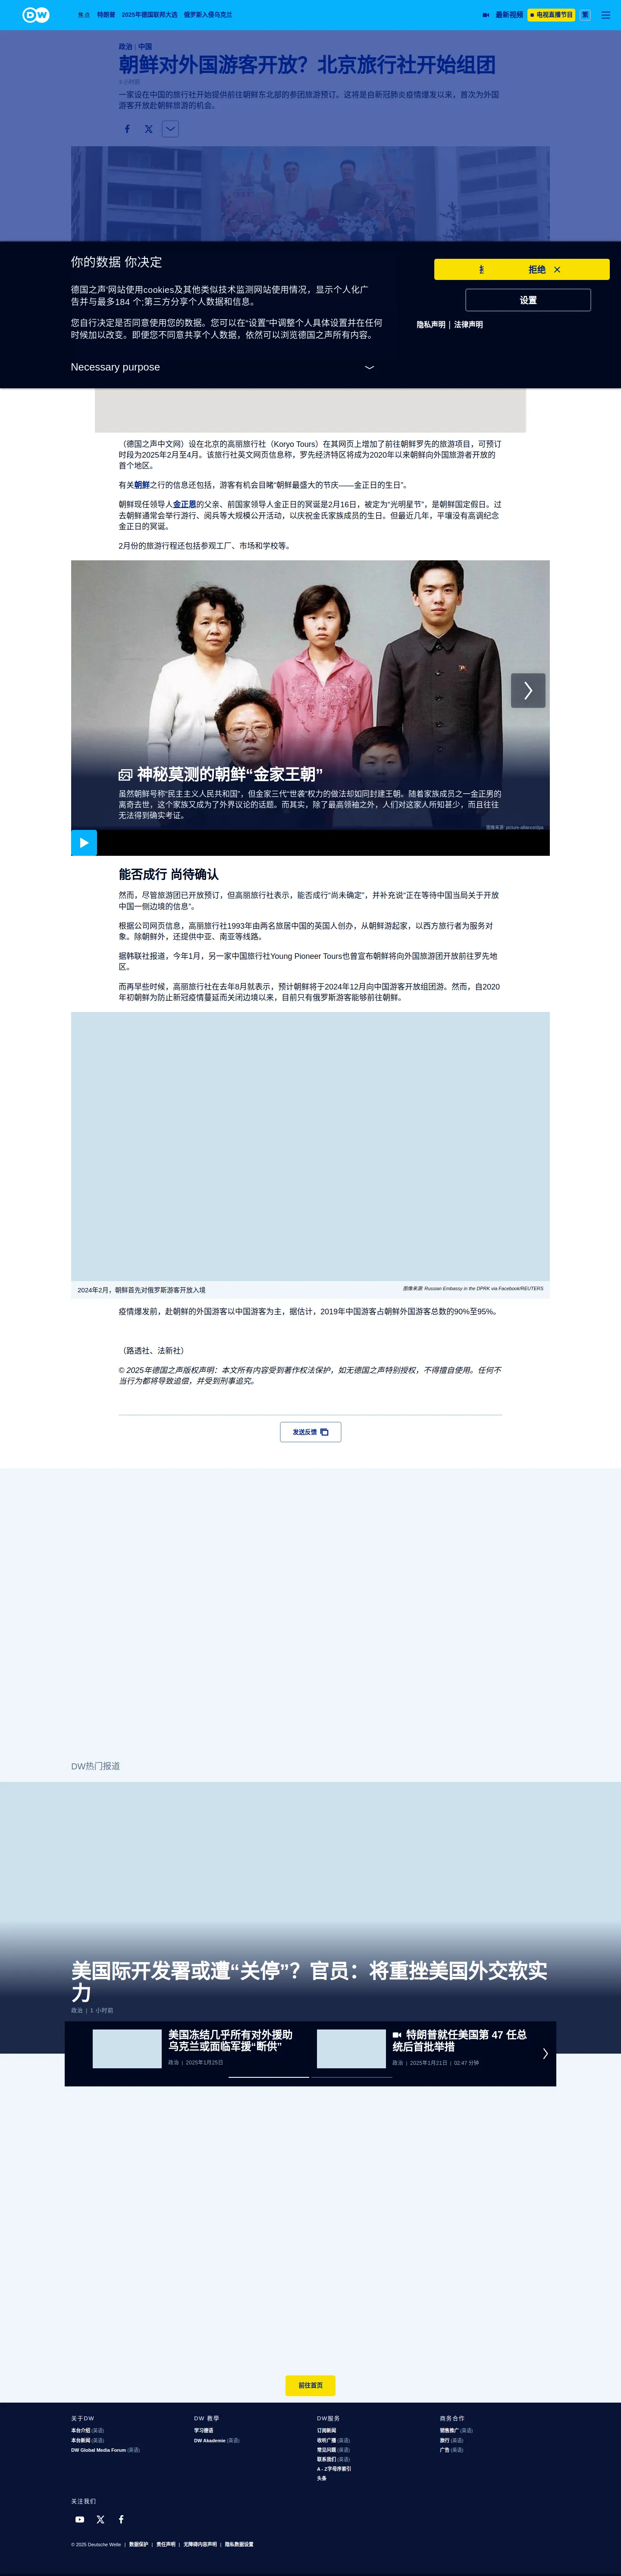 DW
焦点 特朗普 2025年德国联邦大选 俄罗斯入侵乌克兰 最新视频 电视直播节目 繁
政治 | 中国
朝鲜对外国游客开放？北京旅行社开始组团
一家设在中国的旅行社开始提供前往朝鲜东北部的参团旅游预订。这将是自新冠肺炎疫情爆发以来，首次为外国
游客开放赴朝鲜旅游的机会。
你的数据 你决定
德国之声'网站使用cookies及其他类似技术监测网站使用情况，显示个人化广
告并与最多184 个;第三方分享个人数据和信息。
您自行决定是否同意使用您的数据。您可以在“设置”中调整个人具体设置并在任何
时候加以改变。即便您不同意共享个人数据，依然可以浏览德国之声所有内容。
Necessary purpose
拒绝
设置
隐私声明 | 法律声明
（德国之声中文网）设在北京的高丽旅行社（Koryo Tours）在其网页上增加了前往朝鲜罗先的旅游项目，可预订
时段为2025年2月至4月。该旅行社英文网页信息称，罗先经济特区将成为2020年以来朝鲜向外国旅游者开放的
首个地区。
有关朝鲜之行的信息还包括，游客有机会目睹“朝鲜最盛大的节庆——金正日的生日”。
朝鲜现任领导人金正恩的父亲、前国家领导人金正日的冥诞是2月16日，被定为“光明星节”，是朝鲜国定假日。过
去朝鲜通常会举行游行、阅兵等大规模公开活动，以庆祝金氏家族成员的生日。但最近几年，平壤没有高调纪念
金正日的冥诞。
2月份的旅游行程还包括参观工厂、市场和学校等。
神秘莫测的朝鲜“金家王朝”
虽然朝鲜号称“民主主义人民共和国”，但金家三代“世袭”权力的做法却如同封建王朝。随着家族成员之一金正男的
离奇去世，这个家族又成为了外界议论的话题。而其实，除了最高领袖之外，人们对这家人所知甚少，而且往往
无法得到确实考证。
图像来源: picture-alliance/dpa
能否成行 尚待确认
然而，尽管旅游团已开放预订，但高丽旅行社表示，能否成行“尚未确定”，并补充说“正在等待中国当局关于开放
中国一侧边境的信息”。
根据公司网页信息，高丽旅行社1993年由两名旅居中国的英国人创办，从朝鲜游起家，以西方旅行者为服务对
象。除朝鲜外，还提供中亚、南亚等线路。
据韩联社报道，今年1月，另一家中国旅行社Young Pioneer Tours也曾宣布朝鲜将向外国旅游团开放前往罗先地
区。
而再早些时候，高丽旅行社在去年8月就表示，预计朝鲜将于2024年12月向中国游客开放组团游。然而，自2020
年初朝鲜为防止新冠疫情蔓延而关闭边境以来，目前只有俄罗斯游客能够前往朝鲜。
2024年2月，朝鲜首先对俄罗斯游客开放入境
图像来源: Russian Embassy in the DPRK via Facebook/REUTERS
疫情爆发前，赴朝鲜的外国游客以中国游客为主，据估计，2019年中国游客占朝鲜外国游客总数的90%至95%。
（路透社、法新社）
© 2025年德国之声版权声明：本文所有内容受到著作权法保护，如无德国之声特别授权，不得擅自使用。任何不
当行为都将导致追偿，并受到刑事追究。
发送反馈
DW热门报道
美国际开发署或遭“关停”？官员：将重挫美国外交软实
力
政治 | 1 小时前
美国冻结几乎所有对外援助
乌克兰或面临军援“断供”
政治 | 2025年1月25日
特朗普就任美国第 47 任总
统后首批举措
政治 | 2025年1月21日 | 02:47 分钟
前往首页
关于DW
本台介绍 (英语)
本台新闻 (英语)
DW Global Media Forum (英语)
DW 教學
学习德语
DW Akademie (英语)
DW服务
订阅新闻
收听广播 (英语)
常见问题 (英语)
联系我们 (英语)
A - Z字母序索引
头条
商务合作
销售推广 (英语)
旅行 (英语)
广告 (英语)
关注我们
© 2025 Deutsche Welle | 数据保护 | 责任声明 | 无障碍内容声明 | 隐私数据设置